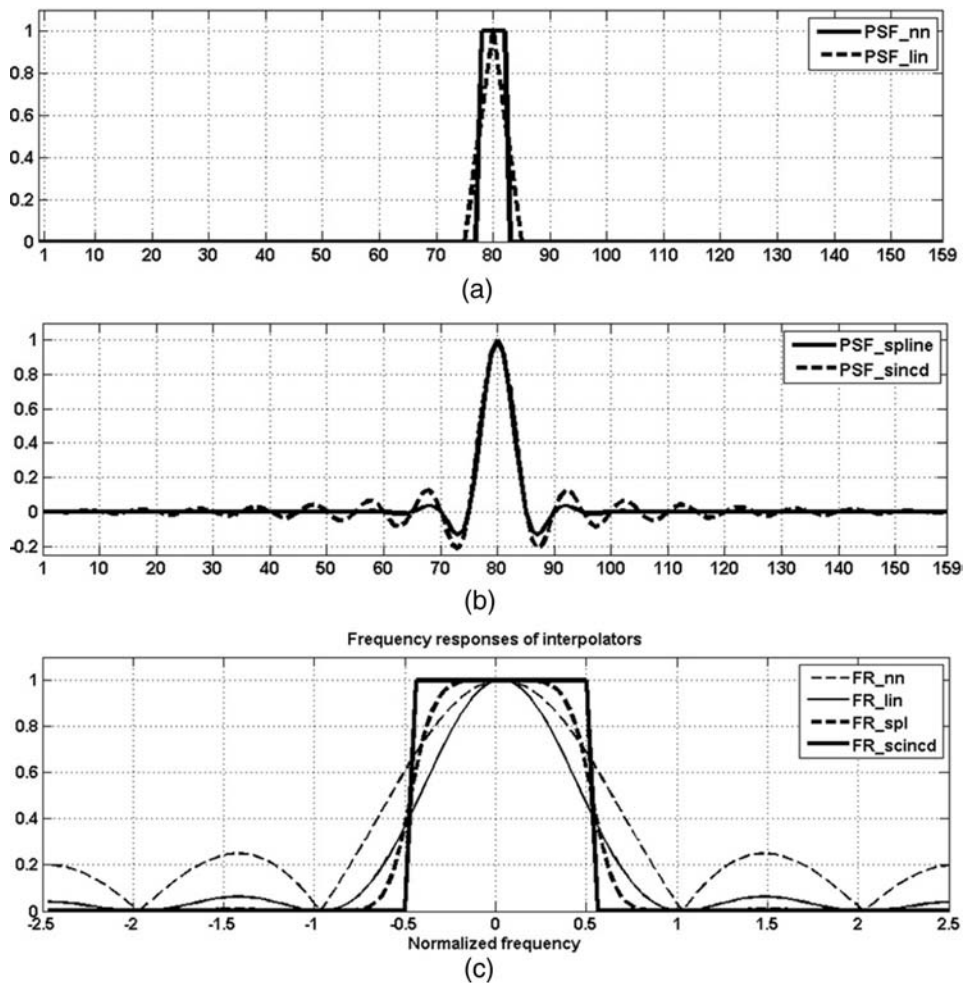 1
0.8
0.6
0.4
0.2
0
PSF_nn
PSF_lin
1 10 20 30 40 50 60 70 80 90 100 110 120 130 140 150 159
(a)
1
0.8
0.6
0.4
0.2
0
-0.2
PSF_spline
PSF_sincd
1 10 20 30 40 50 60 70 80 90 100 110 120 130 140 150 159
(b)
Frequency responses of interpolators
1
0.8
0.6
0.4
0.2
0
FR_nn
FR_lin
FR_spl
FR_scincd
-2.5 -2 -1.5 -1 -0.5 0 0.5 1 1.5 2 2.5
Normalized frequency
(c)